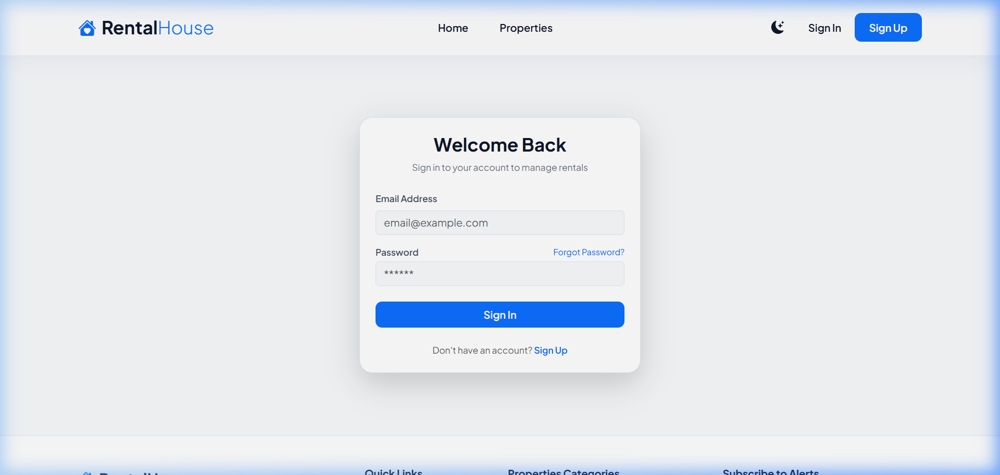 RentalHouse
Home
Properties
Sign In
Sign Up
Welcome Back
Sign in to your account to manage rentals
Email Address
email@example.com
Password
Forgot Password?
******
Sign In
Don't have an account? Sign Up
RentalH
Quick Links
Properties Categories
Subscribe to Alerts